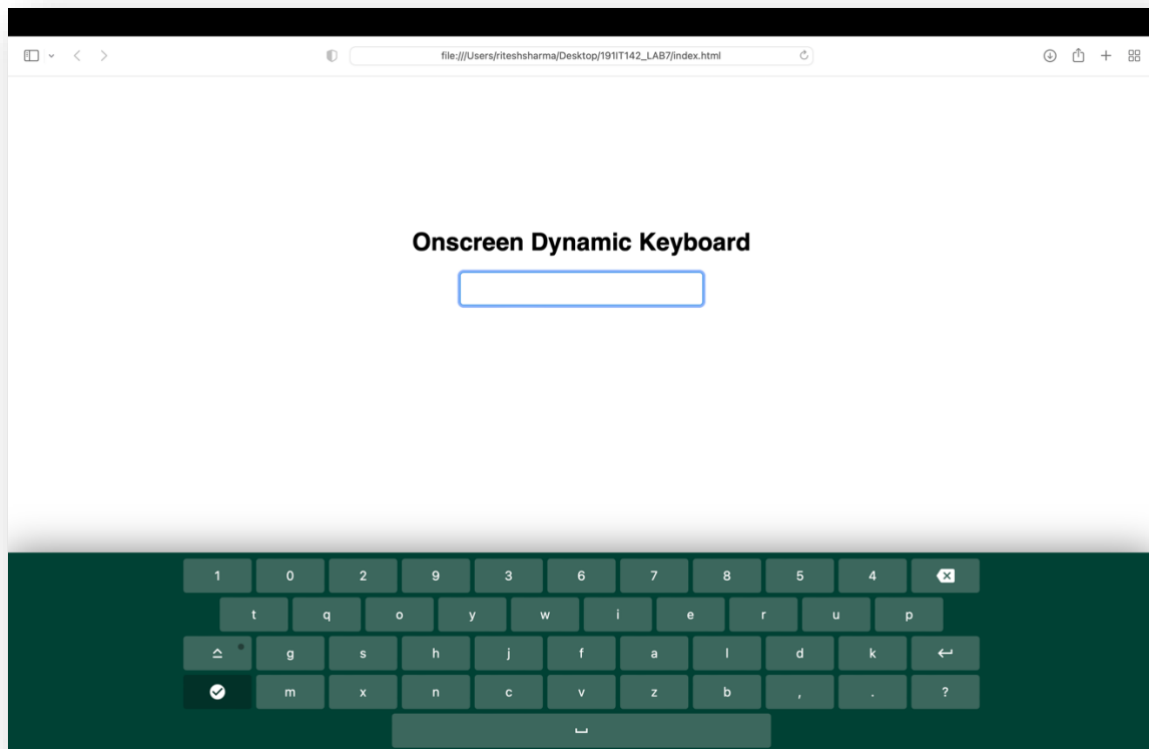 file:///Users/riteshsharma/Desktop/191IT142_LAB7/index.html
Onscreen Dynamic Keyboard
1 0 2 9 3 6 7 8 5 4
t q o y w i e r u p
g s h j f a l d k
m x n c v z b , . ?